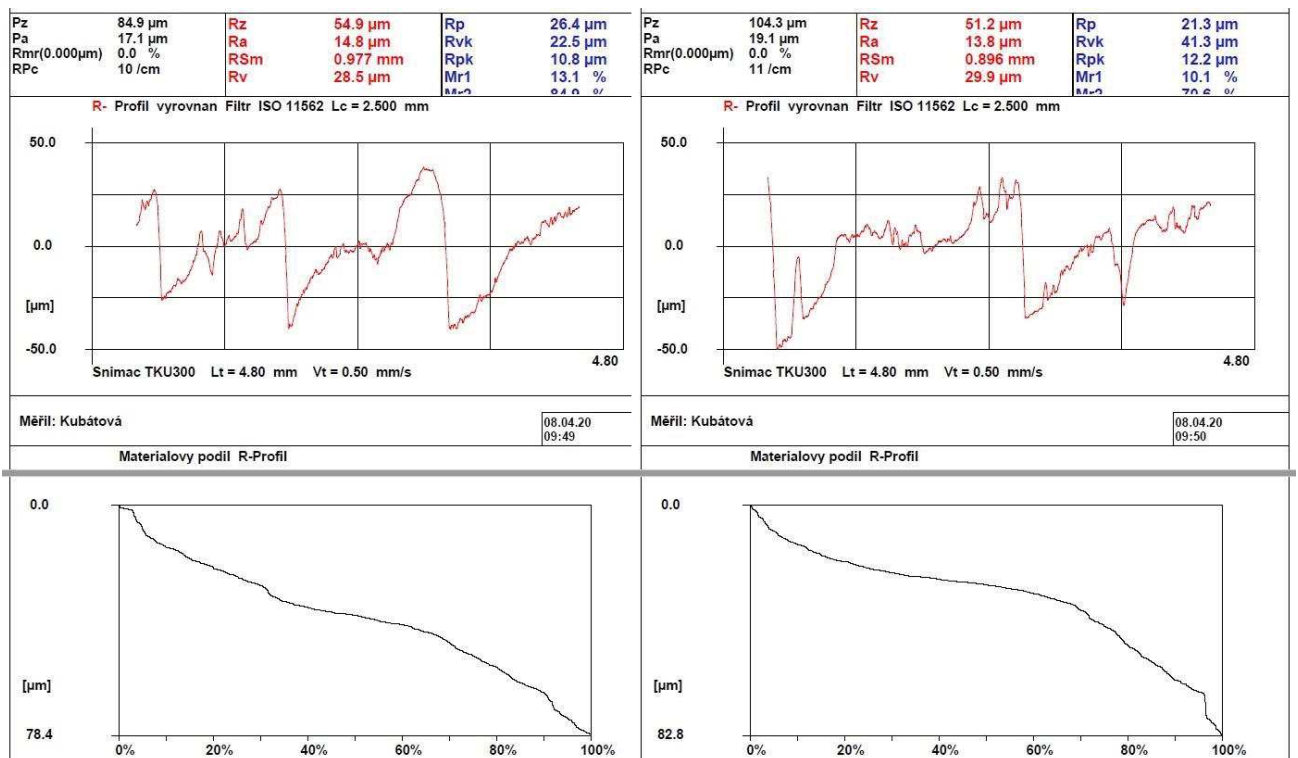 Pz 84.9 µm
Pa 17.1 µm
Rmr(0.000µm) 0.0 %
RPc 10 /cm
Rz 54.9 µm
Ra 14.8 µm
RSm 0.977 mm
Rv 28.5 µm
Rp 26.4 µm
Rvk 22.5 µm
Rpk 10.8 µm
Mr1 13.1 %
Mr2 84.9 %
R- Profil vyrovnan Filtr ISO 11562 Lc = 2.500 mm
50.0
0.0
[µm]
-50.0
4.80
Snimac TKU300 Lt = 4.80 mm Vt = 0.50 mm/s
Měřil: Kubátová
08.04.20
09:49
Materialovy podil R-Profil
0.0
[µm]
78.4
0% 20% 40% 60% 80% 100%
Pz 104.3 µm
Pa 19.1 µm
Rmr(0.000µm) 0.0 %
RPc 11 /cm
Rz 51.2 µm
Ra 13.8 µm
RSm 0.896 mm
Rv 29.9 µm
Rp 21.3 µm
Rvk 41.3 µm
Rpk 12.2 µm
Mr1 10.1 %
Mr2 70.6 %
R- Profil vyrovnan Filtr ISO 11562 Lc = 2.500 mm
50.0
0.0
[µm]
-50.0
4.80
Snimac TKU300 Lt = 4.80 mm Vt = 0.50 mm/s
Měřil: Kubátová
08.04.20
09:50
Materialovy podil R-Profil
0.0
[µm]
82.8
0% 20% 40% 60% 80% 100%